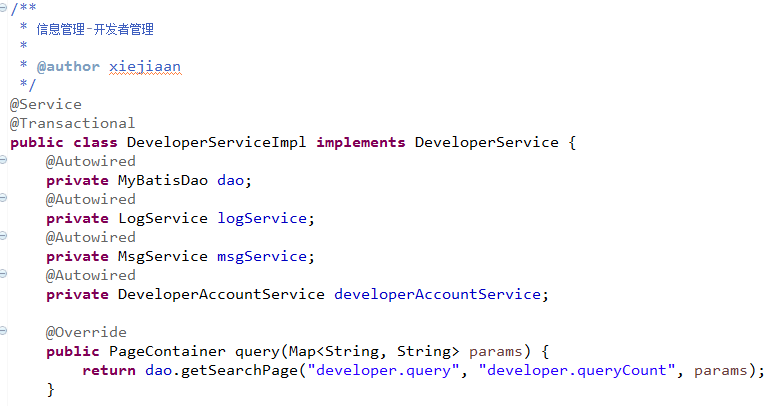 /**
 * 信息管理-开发者管理
 *
 * @author xiejiaan
 */
@Service
@Transactional
public class DeveloperServiceImpl implements DeveloperService {
    @Autowired
    private MyBatisDao dao;
    @Autowired
    private LogService logService;
    @Autowired
    private MsgService msgService;
    @Autowired
    private DeveloperAccountService developerAccountService;

    @Override
    public PageContainer query(Map<String, String> params) {
        return dao.getSearchPage("developer.query", "developer.queryCount", params);
    }